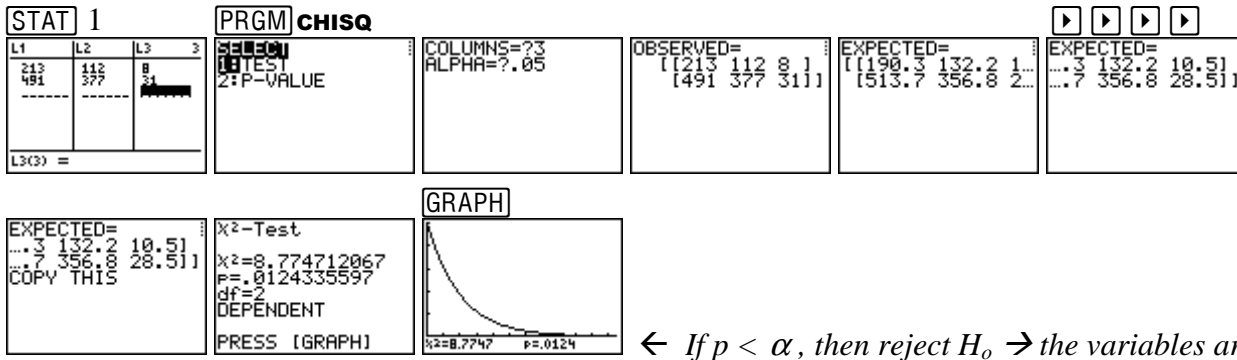 STAT 1
L1 L2 L3 3
213 112 8
491 377 31
------ ------
L3(3) =
PRGM CHISQ
SELECT
1:TEST
2:P-VALUE
COLUMNS=?3
ALPHA=?.05
OBSERVED=
[[213 112 8 ]
[491 377 31]]
EXPECTED=
[[190.3 132.2 1…
[513.7 356.8 2…
EXPECTED=
….3 132.2 10.5]
….7 356.8 28.5]]
EXPECTED=
….3 132.2 10.5]
….7 356.8 28.5]]
COPY THIS
χ²-Test
χ²=8.774712067
P=.0124335597
df=2
DEPENDENT
PRESS [GRAPH]
GRAPH
χ2=8.7747 P=.0124
← If p < α, then reject Hₒ → the variables